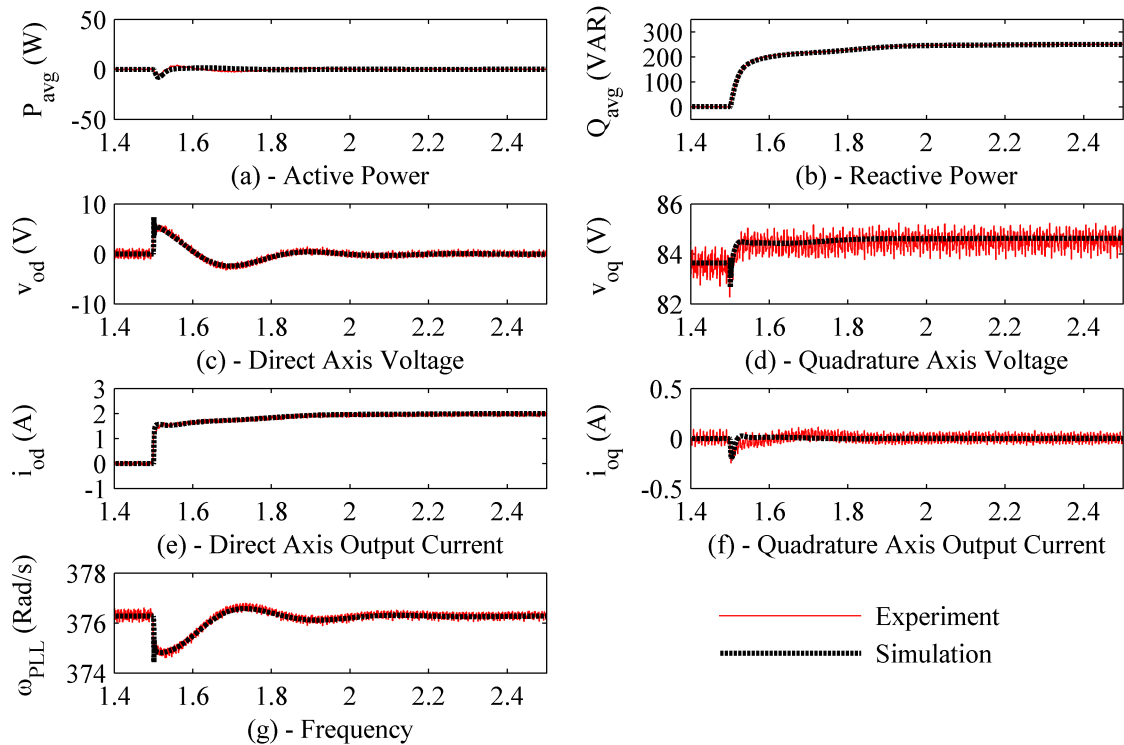 P_avg (W)
50
0
-50
1.4 1.6 1.8 2 2.2 2.4
(a) - Active Power
Q_avg (VAR)
300
200
100
0
1.4 1.6 1.8 2 2.2 2.4
(b) - Reactive Power
v_od (V)
10
0
-10
1.4 1.6 1.8 2 2.2 2.4
(c) - Direct Axis Voltage
v_oq (V)
86
84
82
1.4 1.6 1.8 2 2.2 2.4
(d) - Quadrature Axis Voltage
i_od (A)
3
2
1
0
-1
1.4 1.6 1.8 2 2.2 2.4
(e) - Direct Axis Output Current
i_oq (A)
0.5
0
-0.5
1.4 1.6 1.8 2 2.2 2.4
(f) - Quadrature Axis Output Current
ω_PLL (Rad/s)
378
376
374
1.4 1.6 1.8 2 2.2 2.4
(g) - Frequency
Experiment
Simulation